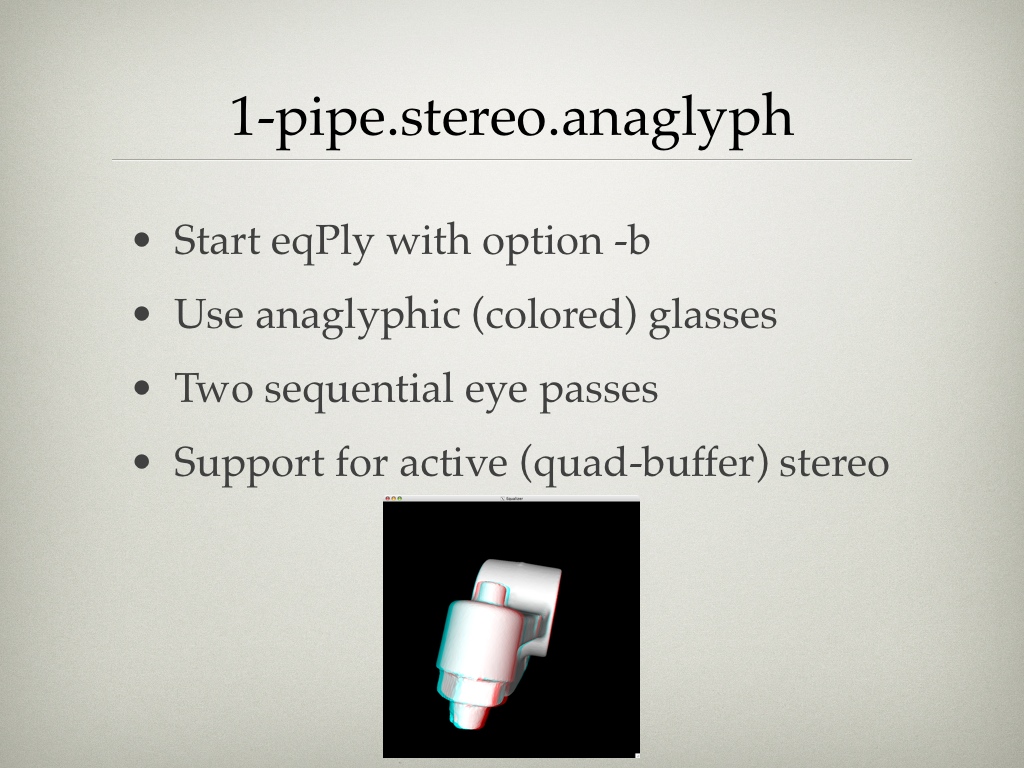 1-pipe.stereo.anaglyph
• Start eqPly with option -b
• Use anaglyphic (colored) glasses
• Two sequential eye passes
• Support for active (quad-buffer) stereo
Equalizer